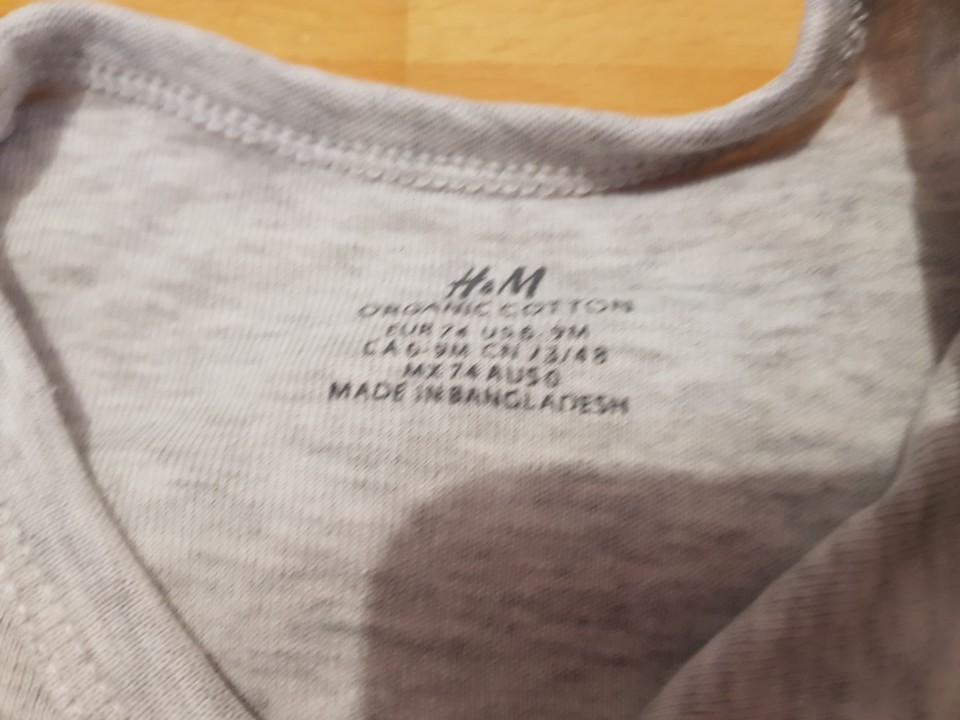 H&M
ORGANIC COTTON
EUR 74 US 6-9M
CA 6-9M CN 73/48
MX 74 AUS 0
MADE IN BANGLADESH